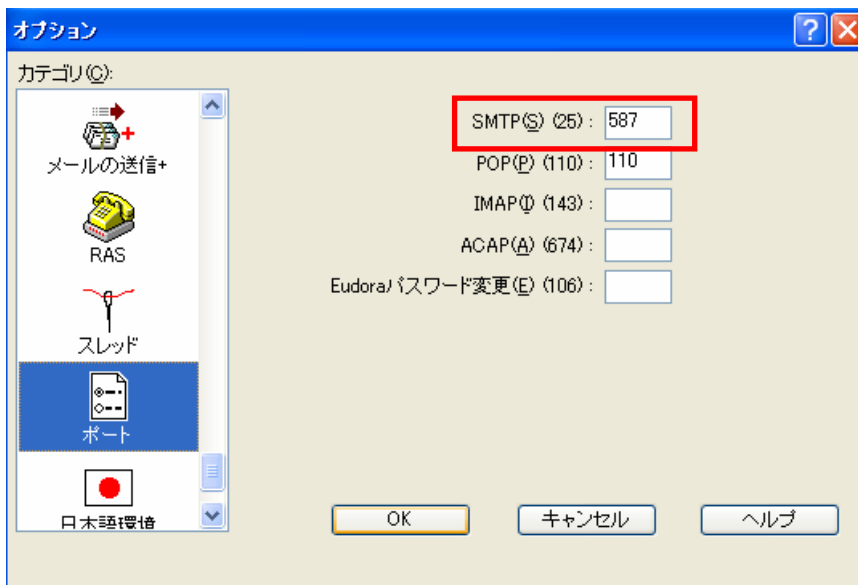 オプション
カテゴリ(C):
メールの送信+
RAS
スレッド
ポート
日本語環境
SMTP(S) (25) : 587
POP(P) (110) : 110
IMAP(I) (143) :
ACAP(A) (674) :
Eudoraパスワード変更(E) (106) :
OK
キャンセル
ヘルプ